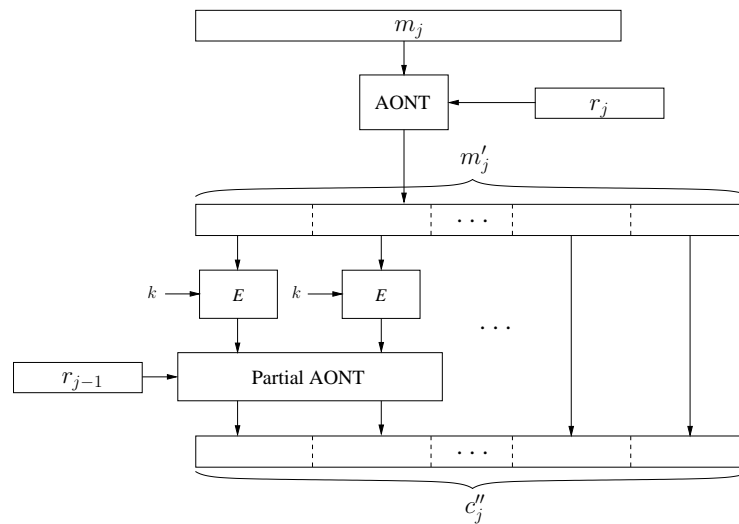 m_j
AONT
r_j
m'_j
· · ·
k
E
k
E
· · ·
r_{j−1}
Partial AONT
· · ·
c''_j